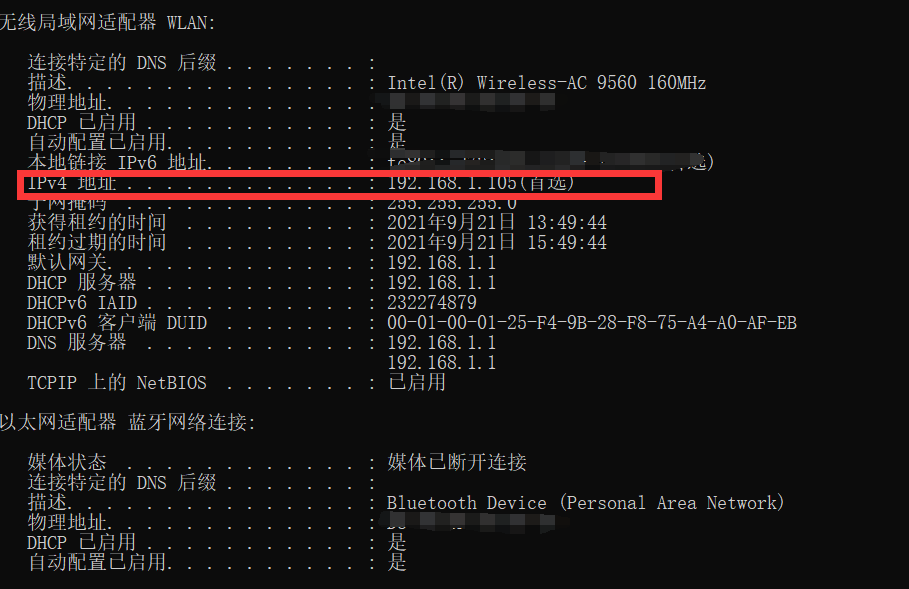 无线局域网适配器 WLAN:
连接特定的 DNS 后缀 . . . . . . . :
描述. . . . . . . . . . . . . . . : Intel(R) Wireless-AC 9560 160MHz
物理地址. . . . . . . . . . . . . :
DHCP 已启用 . . . . . . . . . . . : 是
自动配置已启用. . . . . . . . . . : 是
本地链接 IPv6 地址. . . . . . . . :
IPv4 地址 . . . . . . . . . . . . : 192.168.1.105(首选)
子网掩码 . . . . . . . . . . . . : 255.255.255.0
获得租约的时间 . . . . . . . . . : 2021年9月21日 13:49:44
租约过期的时间 . . . . . . . . . : 2021年9月21日 15:49:44
默认网关. . . . . . . . . . . . . : 192.168.1.1
DHCP 服务器 . . . . . . . . . . . : 192.168.1.1
DHCPv6 IAID . . . . . . . . . . . : 232274879
DHCPv6 客户端 DUID . . . . . . . : 00-01-00-01-25-F4-9B-28-F8-75-A4-A0-AF-EB
DNS 服务器 . . . . . . . . . . . : 192.168.1.1
192.168.1.1
TCPIP 上的 NetBIOS . . . . . . . : 已启用
以太网适配器 蓝牙网络连接:
媒体状态 . . . . . . . . . . . . : 媒体已断开连接
连接特定的 DNS 后缀 . . . . . . . :
描述. . . . . . . . . . . . . . . : Bluetooth Device (Personal Area Network)
物理地址. . . . . . . . . . . . . :
DHCP 已启用 . . . . . . . . . . . : 是
自动配置已启用. . . . . . . . . . : 是